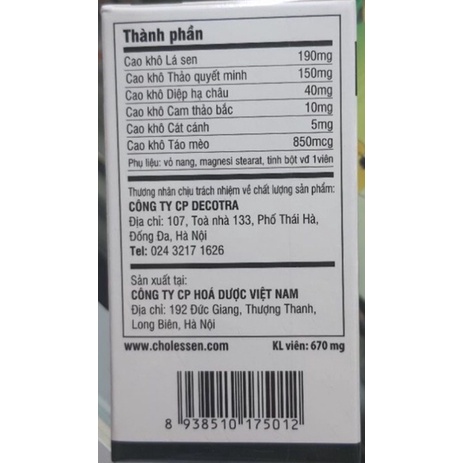 Thành phần
Cao khô Lá sen 190mg
Cao khô Thảo quyết minh 150mg
Cao khô Diệp hạ châu 40mg
Cao khô Cam thảo bắc 10mg
Cao khô Cát cánh 5mg
Cao khô Táo mèo 850mcg
Phụ liệu: vỏ nang, magnesi stearat, tinh bột vđ 1viên
Thương nhân chịu trách nhiệm về chất lượng sản phẩm:
CÔNG TY CP DECOTRA
Địa chỉ: 107, Toà nhà 133, Phố Thái Hà,
Đống Đa, Hà Nội
Tel: 024 3217 1626
Sản xuất tại:
CÔNG TY CP HOÁ DƯỢC VIỆT NAM
Địa chỉ: 192 Đức Giang, Thượng Thanh,
Long Biên, Hà Nội
www.cholessen.com KL viên: 670 mg
8 938510 175012